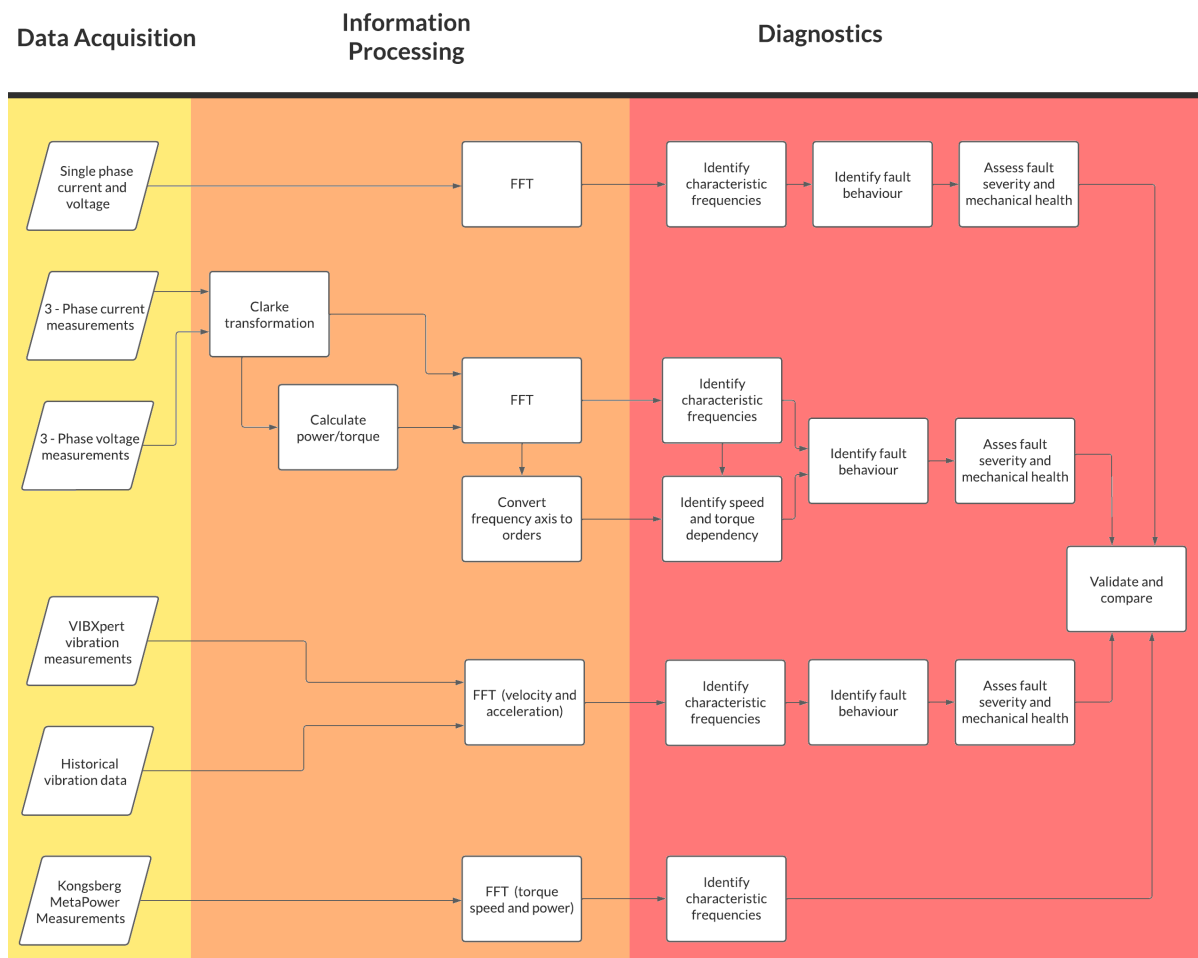 Data Acquisition
Information
Processing
Diagnostics
Single phase
current and
voltage
FFT
Identify
characteristic
frequencies
Identify fault
behaviour
Assess fault
severity and
mechanical health
3 - Phase current
measurements
Clarke
transformation
3 - Phase voltage
measurements
Calculate
power/torque
FFT
Identify
characteristic
frequencies
Identify fault
behaviour
Asses fault
severity and
mechanical health
Convert
frequency axis to
orders
Identify speed
and torque
dependency
Validate and
compare
VIBXpert
vibration
measurements
Historical
vibration data
FFT (velocity and
acceleration)
Identify
characteristic
frequencies
Identify fault
behaviour
Asses fault
severity and
mechanical health
Kongsberg
MetaPower
Measurements
FFT (torque
speed and power)
Identify
characteristic
frequencies